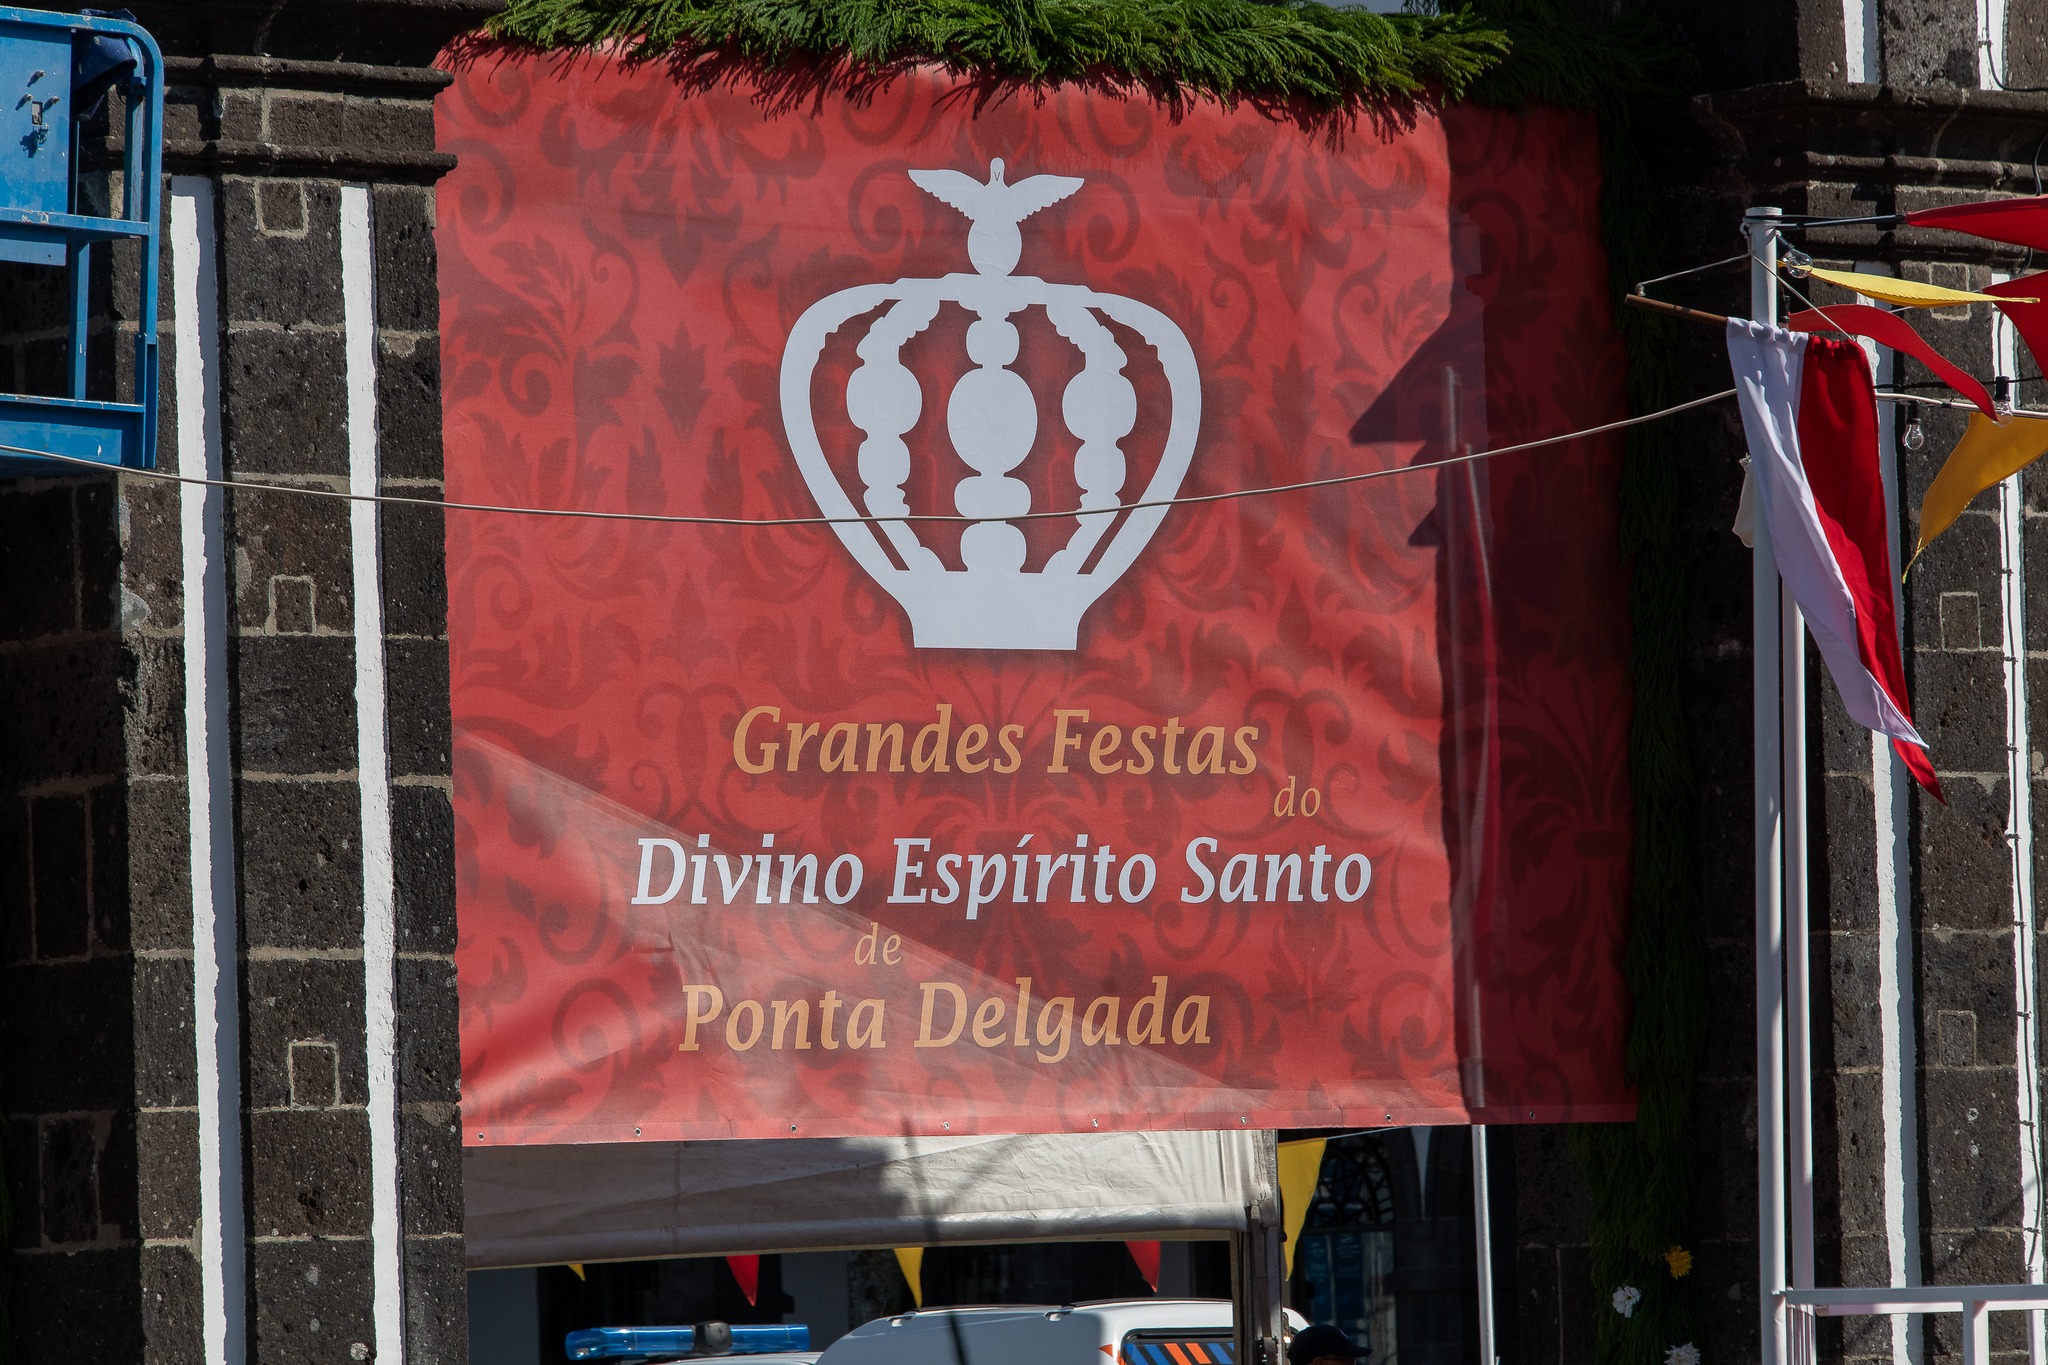 Grandes Festas
do
Divino Espírito Santo
de
Ponta Delgada